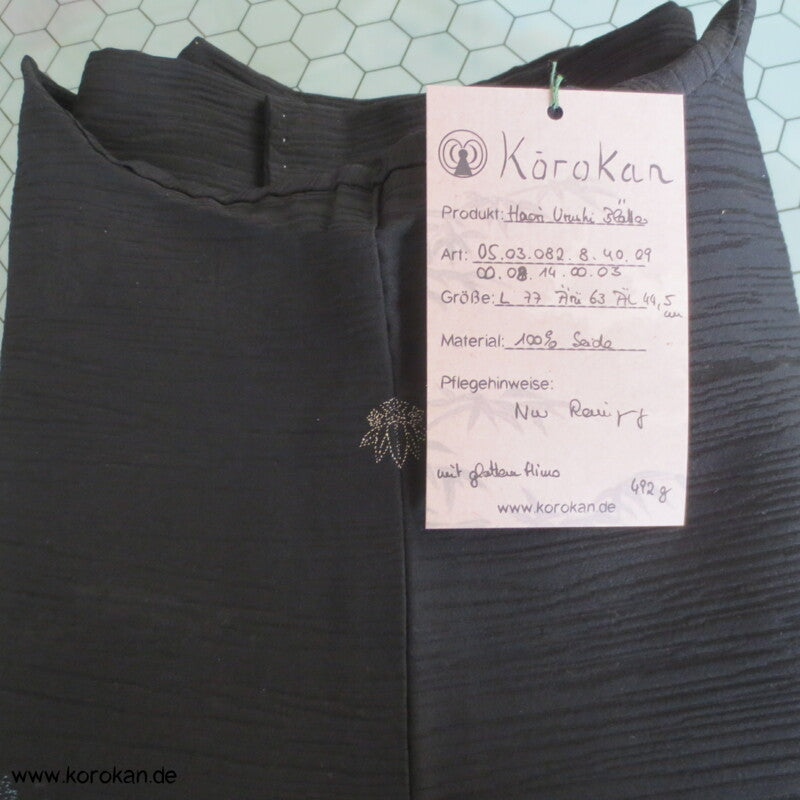 Kōrokan
Produkt: Haori Urushi Blätter
Art: 05.03.082.8.40.09
00.08.14.00.03
Größe: L 77 Ärü 63 ÄL 44,5 cm
Material: 100% Seide
Pflegehinweise:
Nur Reinigung
mit glattem Himo
492 g
www.korokan.de
www.korokan.de